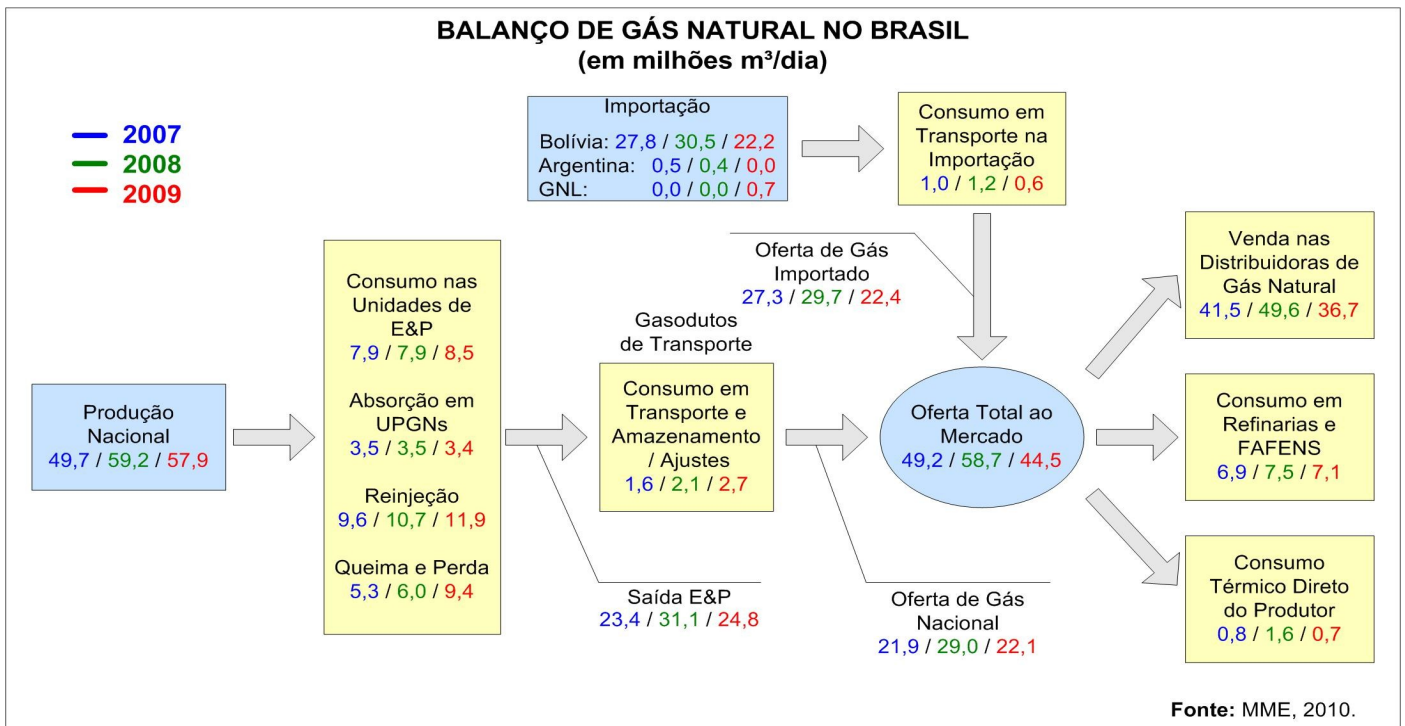 BALANÇO DE GÁS NATURAL NO BRASIL
(em milhões m³/dia)
2007
2008
2009
Importação
Bolívia: 27,8 / 30,5 / 22,2
Argentina: 0,5 / 0,4 / 0,0
GNL: 0,0 / 0,0 / 0,7
Consumo em
Transporte na
Importação
1,0 / 1,2 / 0,6
Oferta de Gás
Importado
27,3 / 29,7 / 22,4
Produção
Nacional
49,7 / 59,2 / 57,9
Consumo nas
Unidades de
E&P
7,9 / 7,9 / 8,5
Absorção em
UPGNs
3,5 / 3,5 / 3,4
Reinjeção
9,6 / 10,7 / 11,9
Queima e Perda
5,3 / 6,0 / 9,4
Saída E&P
23,4 / 31,1 / 24,8
Gasodutos
de Transporte
Consumo em
Transporte e
Amazenamento
/ Ajustes
1,6 / 2,1 / 2,7
Oferta de Gás
Nacional
21,9 / 29,0 / 22,1
Oferta Total ao
Mercado
49,2 / 58,7 / 44,5
Venda nas
Distribuidoras de
Gás Natural
41,5 / 49,6 / 36,7
Consumo em
Refinarias e
FAFENS
6,9 / 7,5 / 7,1
Consumo
Térmico Direto
do Produtor
0,8 / 1,6 / 0,7
Fonte: MME, 2010.